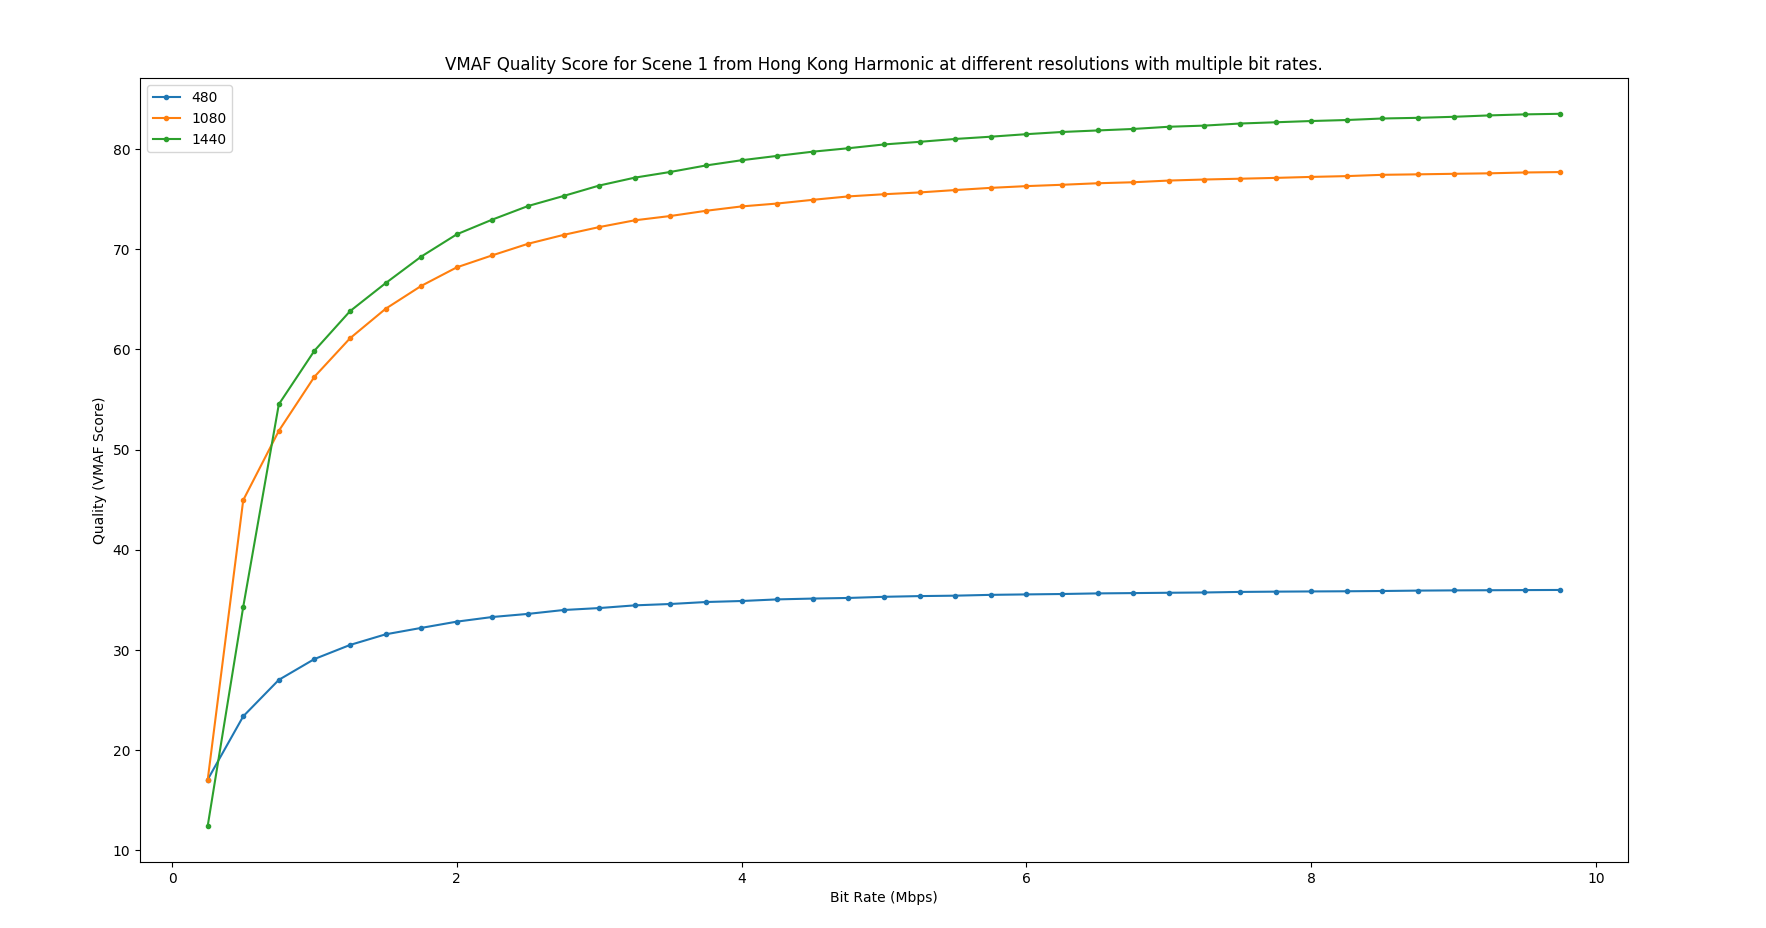 VMAF Quality Score for Scene 1 from Hong Kong Harmonic at different resolutions with multiple bit rates.
480
1080
1440
80
70
60
50
40
30
20
10
Quality (VMAF Score)
0 2 4 6 8 10
Bit Rate (Mbps)